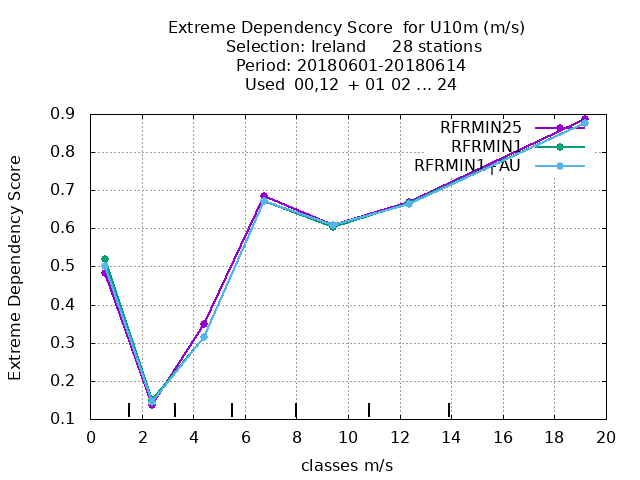 Extreme Dependency Score for U10m (m/s)
Selection: Ireland 28 stations
Period: 20180601-20180614
Used 00,12 + 01 02 ... 24
Extreme Dependency Score
0.9
0.8
0.7
0.6
0.5
0.4
0.3
0.2
0.1
RFRMIN25
RFRMIN1
RFRMIN1_AU
0 2 4 6 8 10 12 14 16 18 20
classes m/s